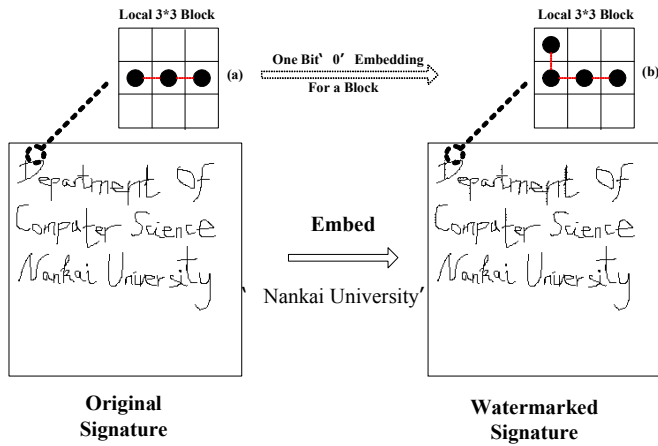 Local 3*3 Block
Local 3*3 Block
(a)
One Bit‘ 0’ Embedding
For a Block
(b)
Department Of
Computer Science
Nankai University
Embed
‘Nankai University’
Department Of
Computer Science
Nankai University
Original
Signature
Watermarked
Signature